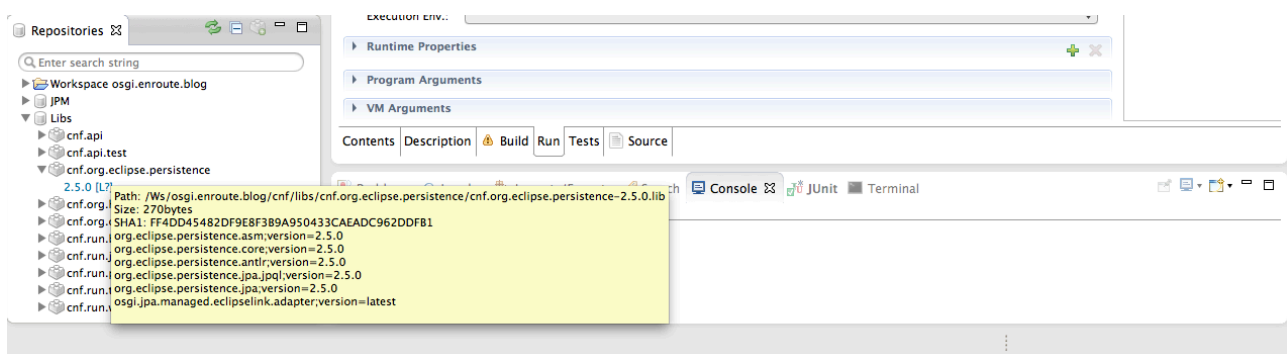 Execution Env.:
Repositories
Runtime Properties
Enter search string
Workspace osgi.enroute.blog
Program Arguments
JPM
VM Arguments
Libs
cnf.api
Contents Description Build Run Tests Source
cnf.api.test
cnf.org.eclipse.persistence
2.5.0 [L?]
Console JUnit Terminal
Path: /Ws/osgi.enroute.blog/cnf/libs/cnf.org.eclipse.persistence/cnf.org.eclipse.persistence-2.5.0.lib
Size: 270bytes
SHA1: FF4DD45482DF9E8F3B9A950433CAEADC962DDFB1
org.eclipse.persistence.asm;version=2.5.0
org.eclipse.persistence.core;version=2.5.0
org.eclipse.persistence.antlr;version=2.5.0
org.eclipse.persistence.jpa.jpql;version=2.5.0
org.eclipse.persistence.jpa;version=2.5.0
osgi.jpa.managed.eclipselink.adapter;version=latest
cnf.org.
cnf.org.
cnf.run.
cnf.run.
cnf.run.
cnf.run.
cnf.run.